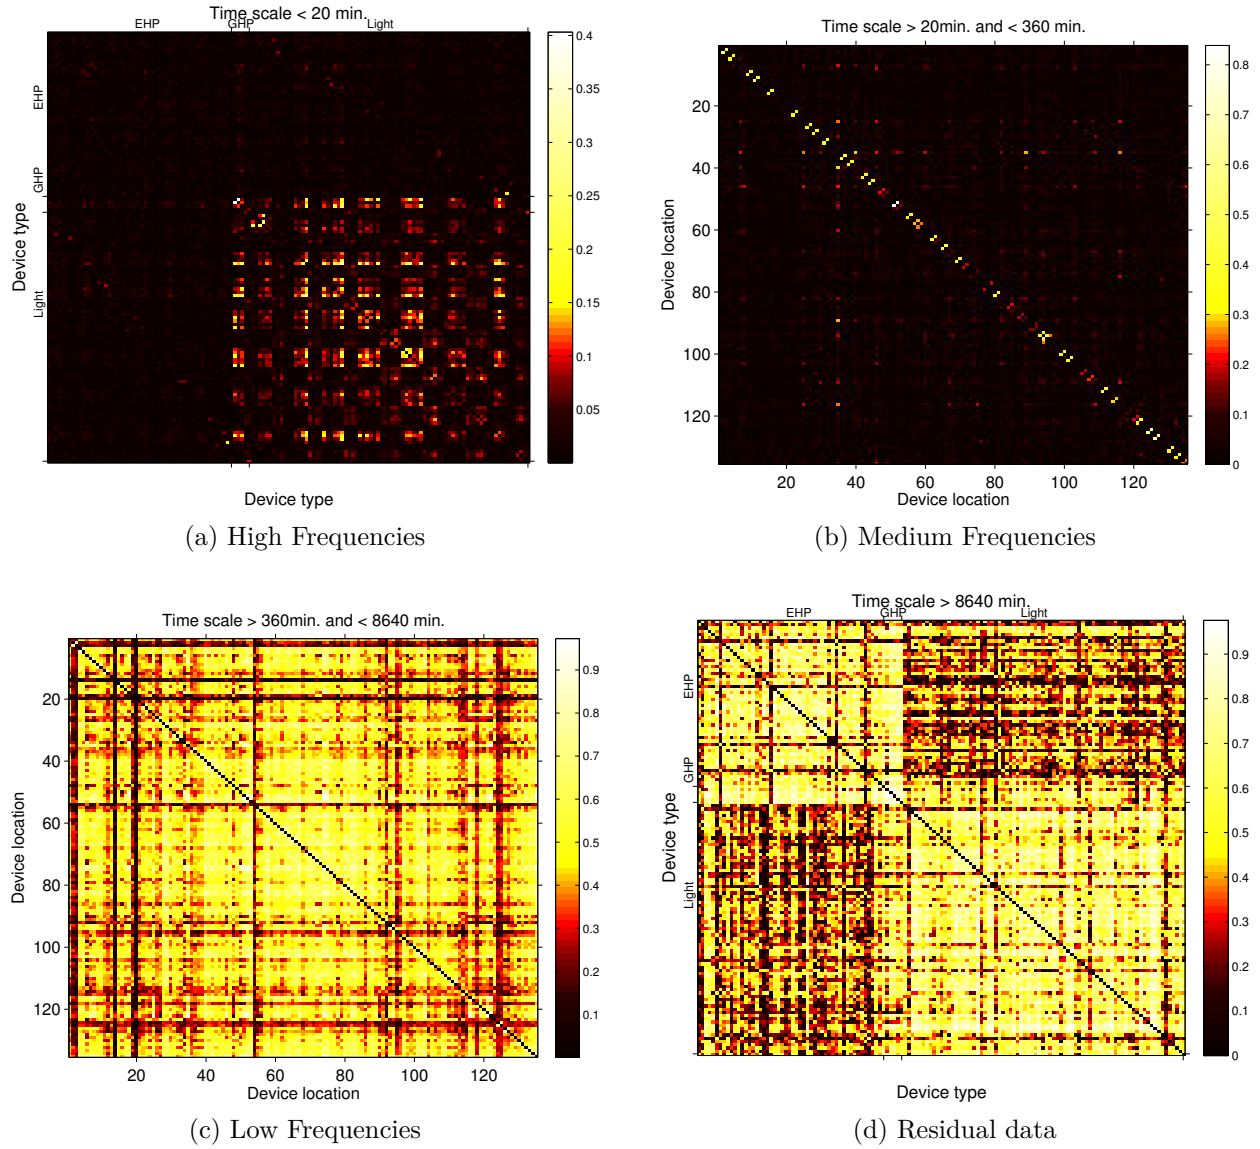 Time scale < 20 min.
EHP GHP Light
EHP
GHP
Light
Device type
Device type
0.4
0.35
0.3
0.25
0.2
0.15
0.1
0.05
(a) High Frequencies
Time scale > 20min. and < 360 min.
20
40
60
80
100
120
Device location
20 40 60 80 100 120
Device location
0.8
0.7
0.6
0.5
0.4
0.3
0.2
0.1
0
(b) Medium Frequencies
Time scale > 360min. and < 8640 min.
20
40
60
80
100
120
Device location
20 40 60 80 100 120
Device location
0.9
0.8
0.7
0.6
0.5
0.4
0.3
0.2
0.1
(c) Low Frequencies
Time scale > 8640 min.
EHP GHP Light
EHP
GHP
Light
Device type
Device type
0.9
0.8
0.7
0.6
0.5
0.4
0.3
0.2
0.1
0
(d) Residual data